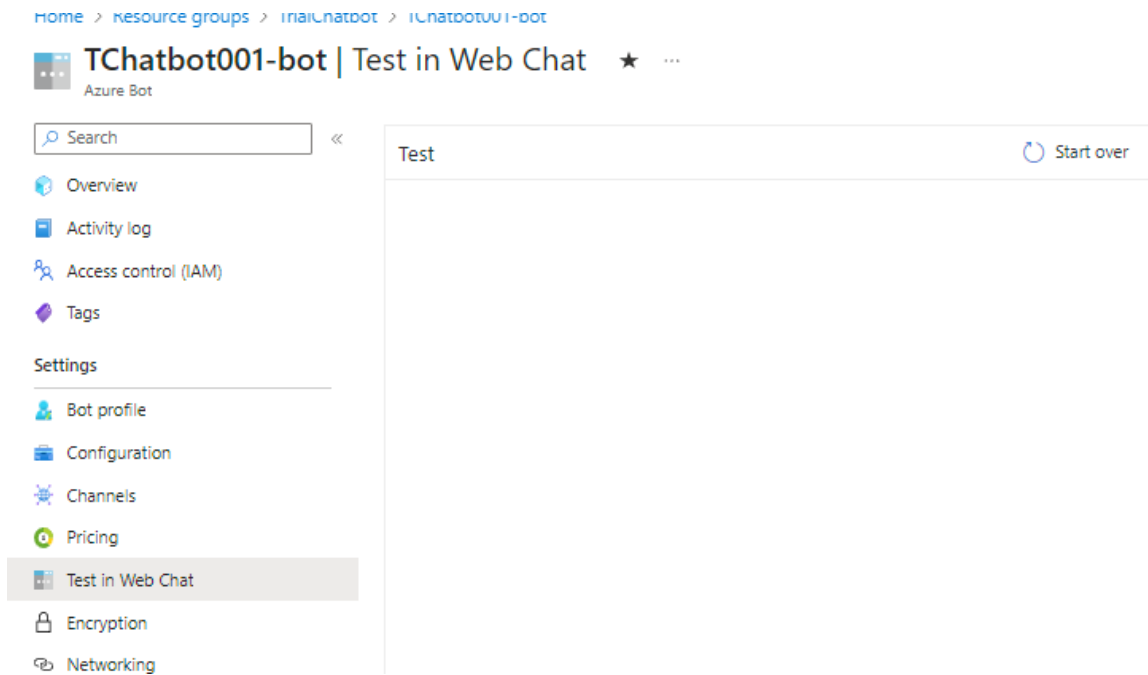 Home > Resource groups > TrialChatbot > TChatbot001-bot
TChatbot001-bot | Test in Web Chat
Azure Bot
Search
Test
Start over
Overview
Activity log
Access control (IAM)
Tags
Settings
Bot profile
Configuration
Channels
Pricing
Test in Web Chat
Encryption
Networking